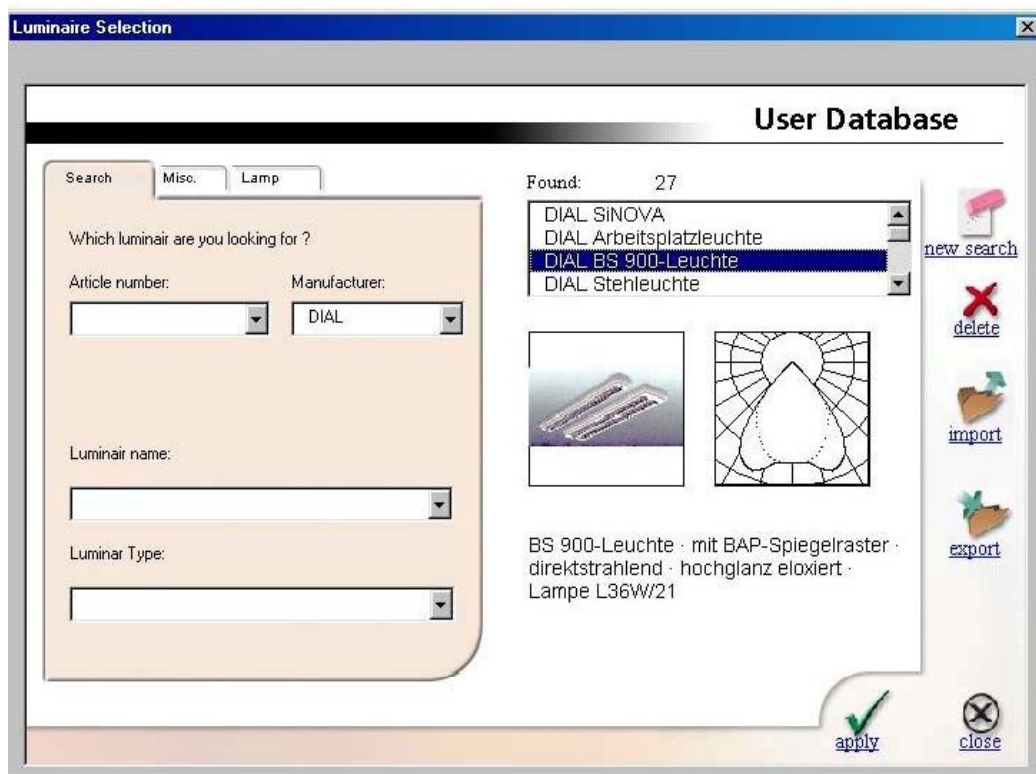 Luminaire Selection
User Database
Search
Misc.
Lamp
Which luminair are you looking for ?
Article number:
Manufacturer:
DIAL
Luminair name:
Luminar Type:
Found: 27
DIAL SiNOVA
DIAL Arbeitsplatzleuchte
DIAL BS 900-Leuchte
DIAL Stehleuchte
BS 900-Leuchte · mit BAP-Spiegelraster ·
direktstrahlend · hochglanz eloxiert ·
Lampe L36W/21
new search
delete
import
export
apply
close